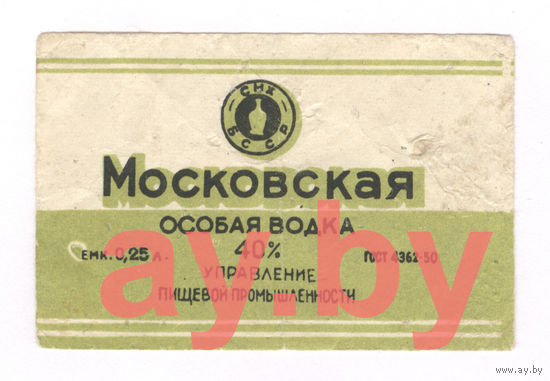 СНХ
БССР
Московская
ОСОБАЯ ВОДКА
ЕМК. 0,25 Л. 40% ГОСТ 4362-50
УПРАВЛЕНИЕ
ПИЩЕВОЙ ПРОМЫШЛЕННОСТИ
ay.by
www.ay.by